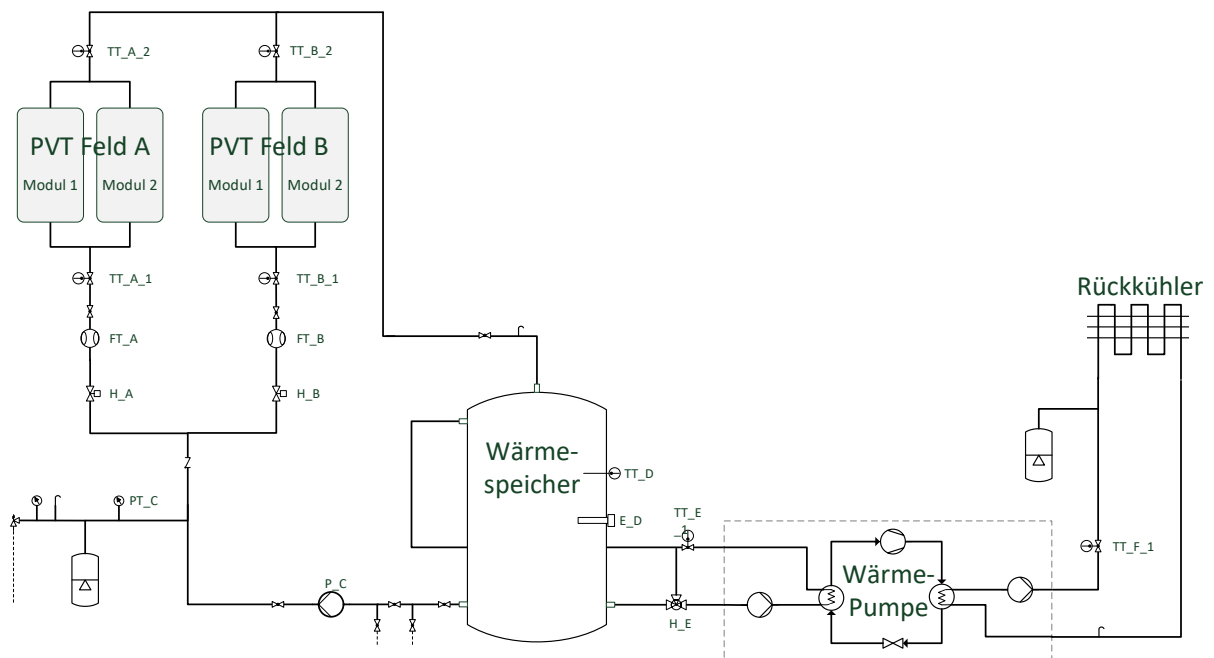 TT_A_2
TT_B_2
PVT Feld A
PVT Feld B
Modul 1
Modul 2
Modul 1
Modul 2
TT_A_1
TT_B_1
Rückkühler
FT_A
FT_B
H_A
H_B
Wärme-
speicher
TT_D
PT_C
E_D
TT_E
_1
TT_F_1
Wärme-
Pumpe
P_C
H_E